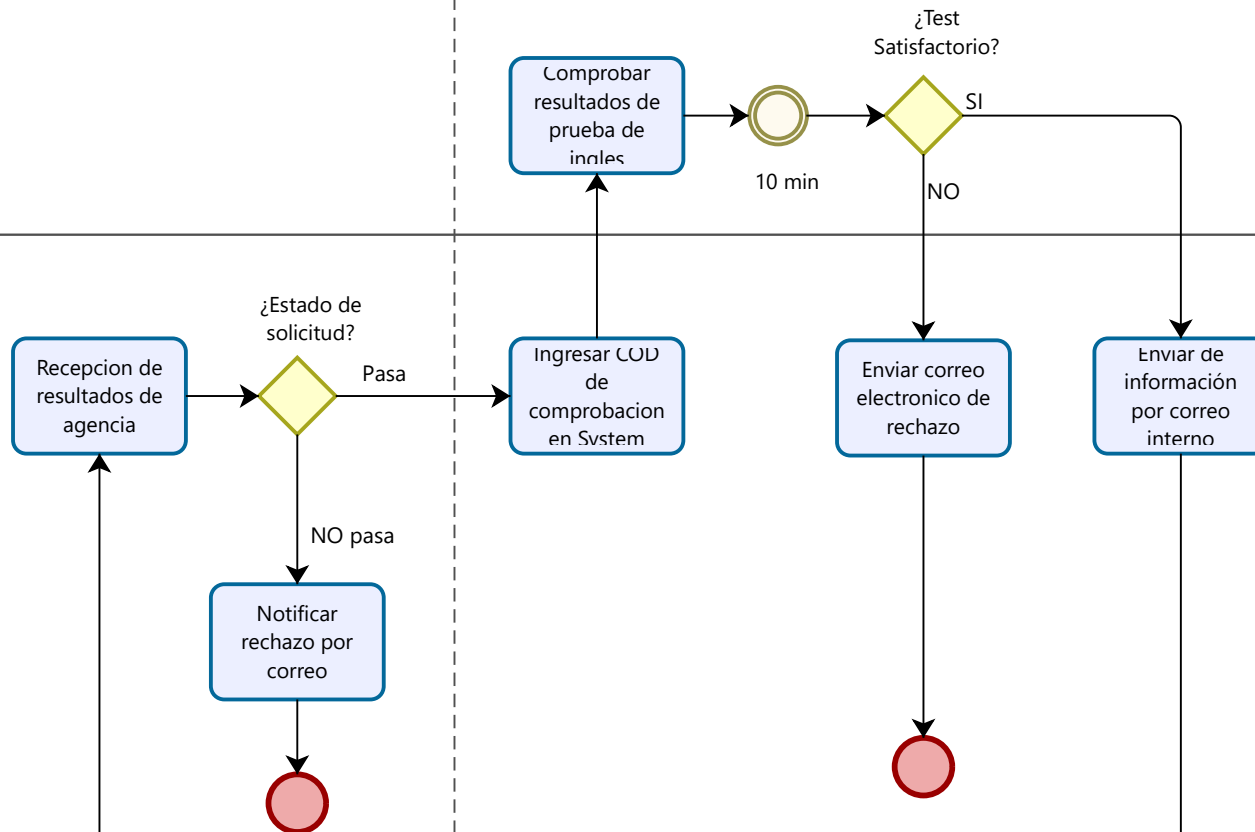 ¿Test
Satisfactorio?
Comprobar
resultados de
prueba de
ingles
SI
10 min
NO
¿Estado de
solicitud?
Recepcion de
resultados de
agencia
Pasa
Ingresar COD
de
comprobacion
en System
Enviar correo
electronico de
rechazo
Enviar de
información
por correo
interno
NO pasa
Notificar
rechazo por
correo